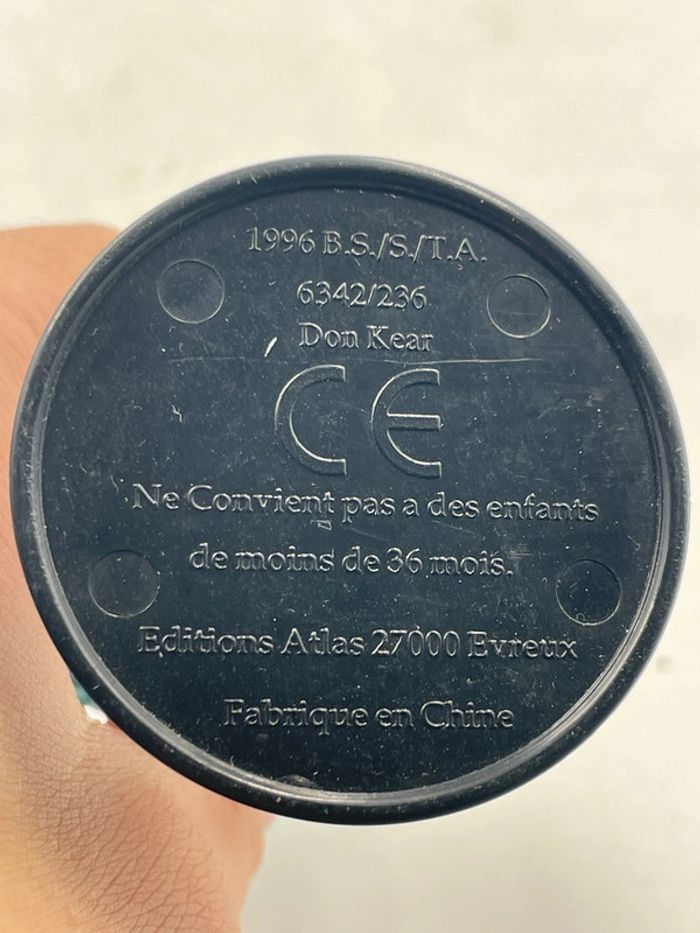 1996 B.S./S./T.A.
6342/236
Don Kear
CE
Ne Convient pas a des enfants
de moins de 36 mois.
Editions Atlas 27000 Evreux
Fabrique en Chine